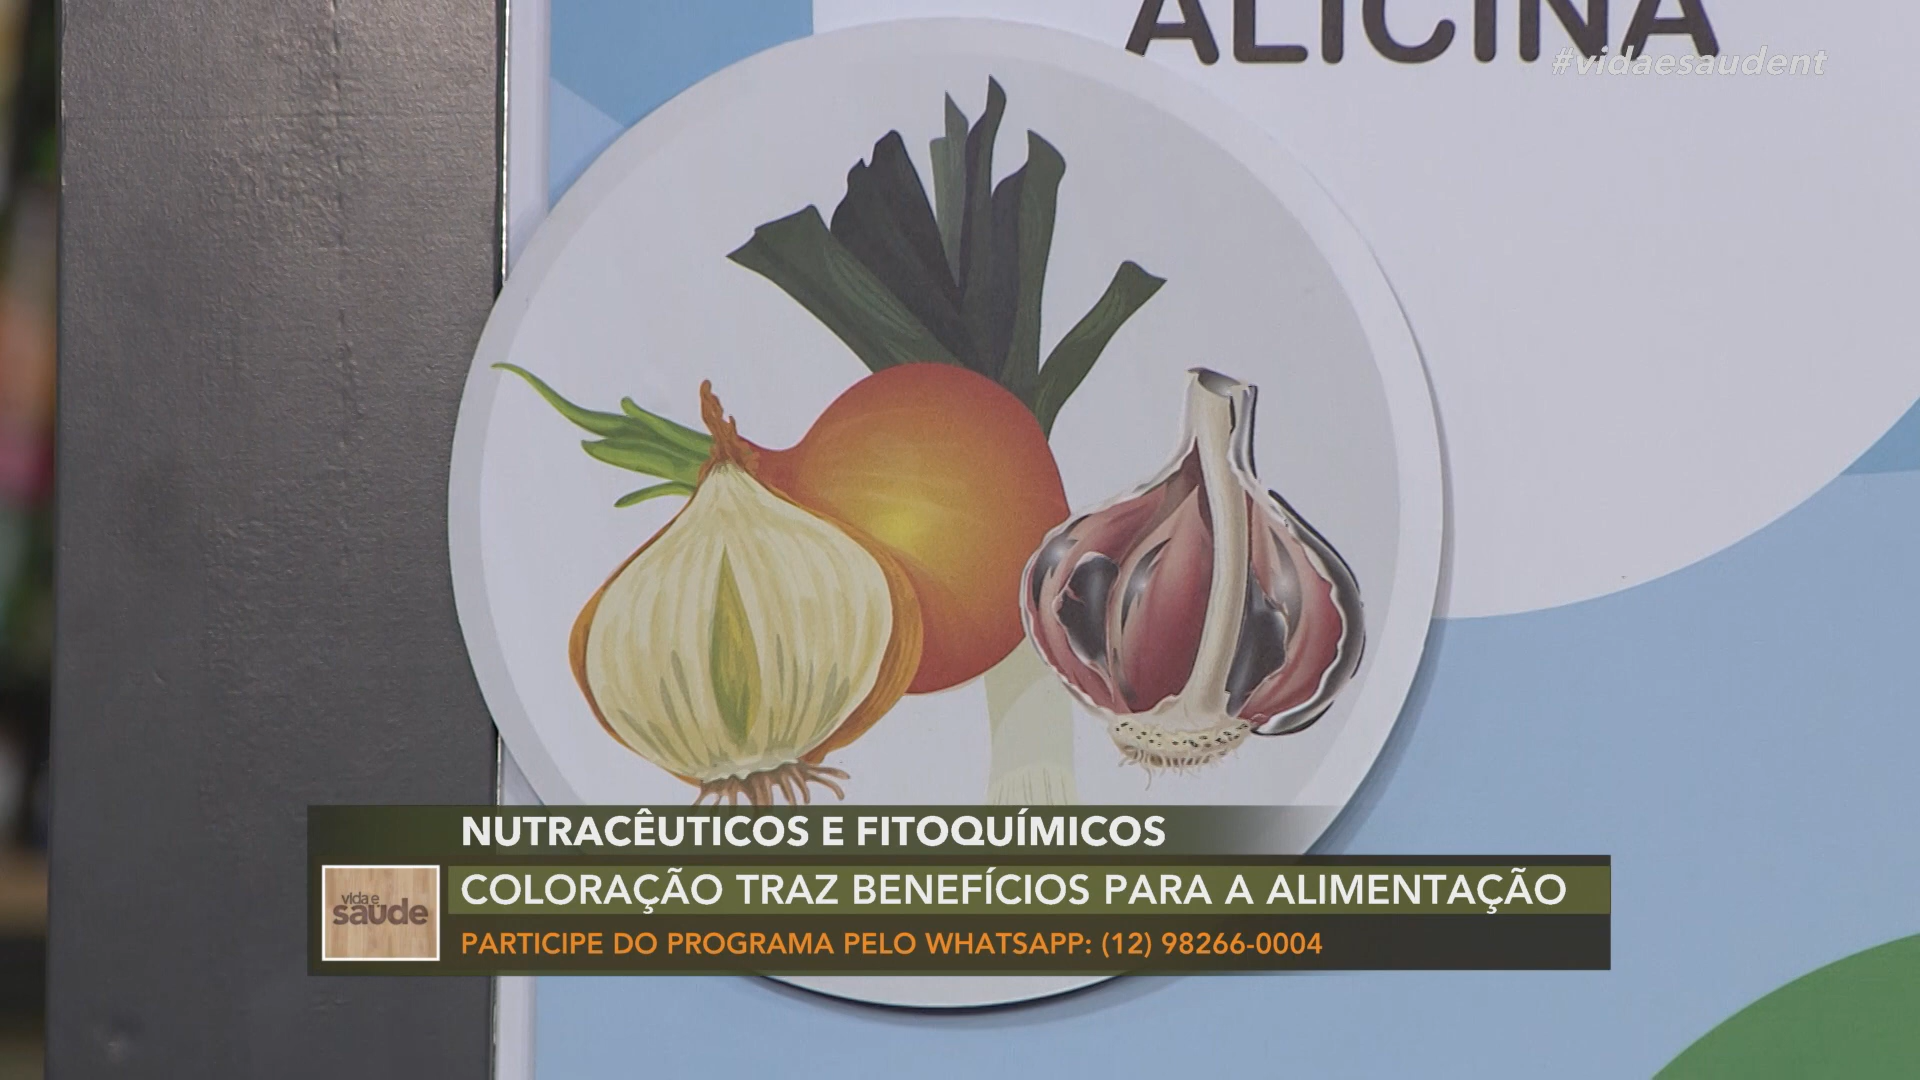 ALICINA
#vidaesaudent
NUTRACÊUTICOS E FITOQUÍMICOS
COLORAÇÃO TRAZ BENEFÍCIOS PARA A ALIMENTAÇÃO
vida e
saúde
PARTICIPE DO PROGRAMA PELO WHATSAPP: (12) 98266-0004